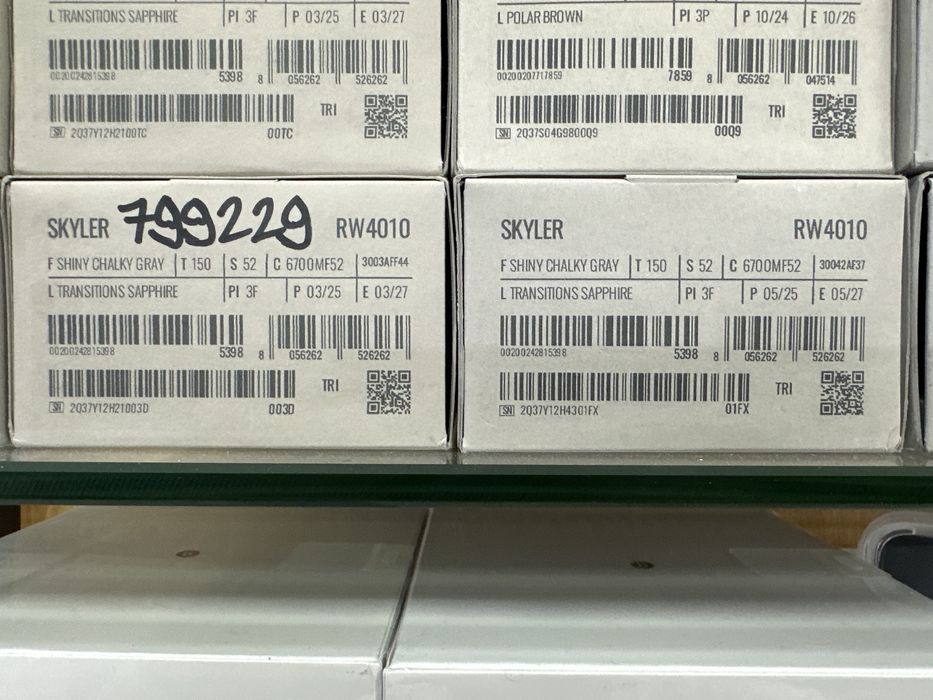 L TRANSITIONS SAPPHIRE PI 3F P 03/25 E 03/27
00200242815398 5398 8 056262 526262
TRI
SN 2Q37Y12H2100TC 00TC
L POLAR BROWN PI 3P P 10/24 E 10/26
00200207717859 7859 8 056262 047514
TRI
SN 2Q37S04G9800Q9 00Q9
SKYLER 799229 RW4010
F SHINY CHALKY GRAY T 150 S 52 C 6700MF52 3003AFF44
L TRANSITIONS SAPPHIRE PI 3F P 03/25 E 03/27
00200242815398 5398 8 056262 526262
TRI
SN 2Q37Y12H21003D 003D
SKYLER RW4010
F SHINY CHALKY GRAY T 150 S 52 C 6700MF52 30042AF37
L TRANSITIONS SAPPHIRE PI 3F P 05/25 E 05/27
00200242815398 5398 8 056262 526262
TRI
SN 2Q37Y12H4301FX 01FX